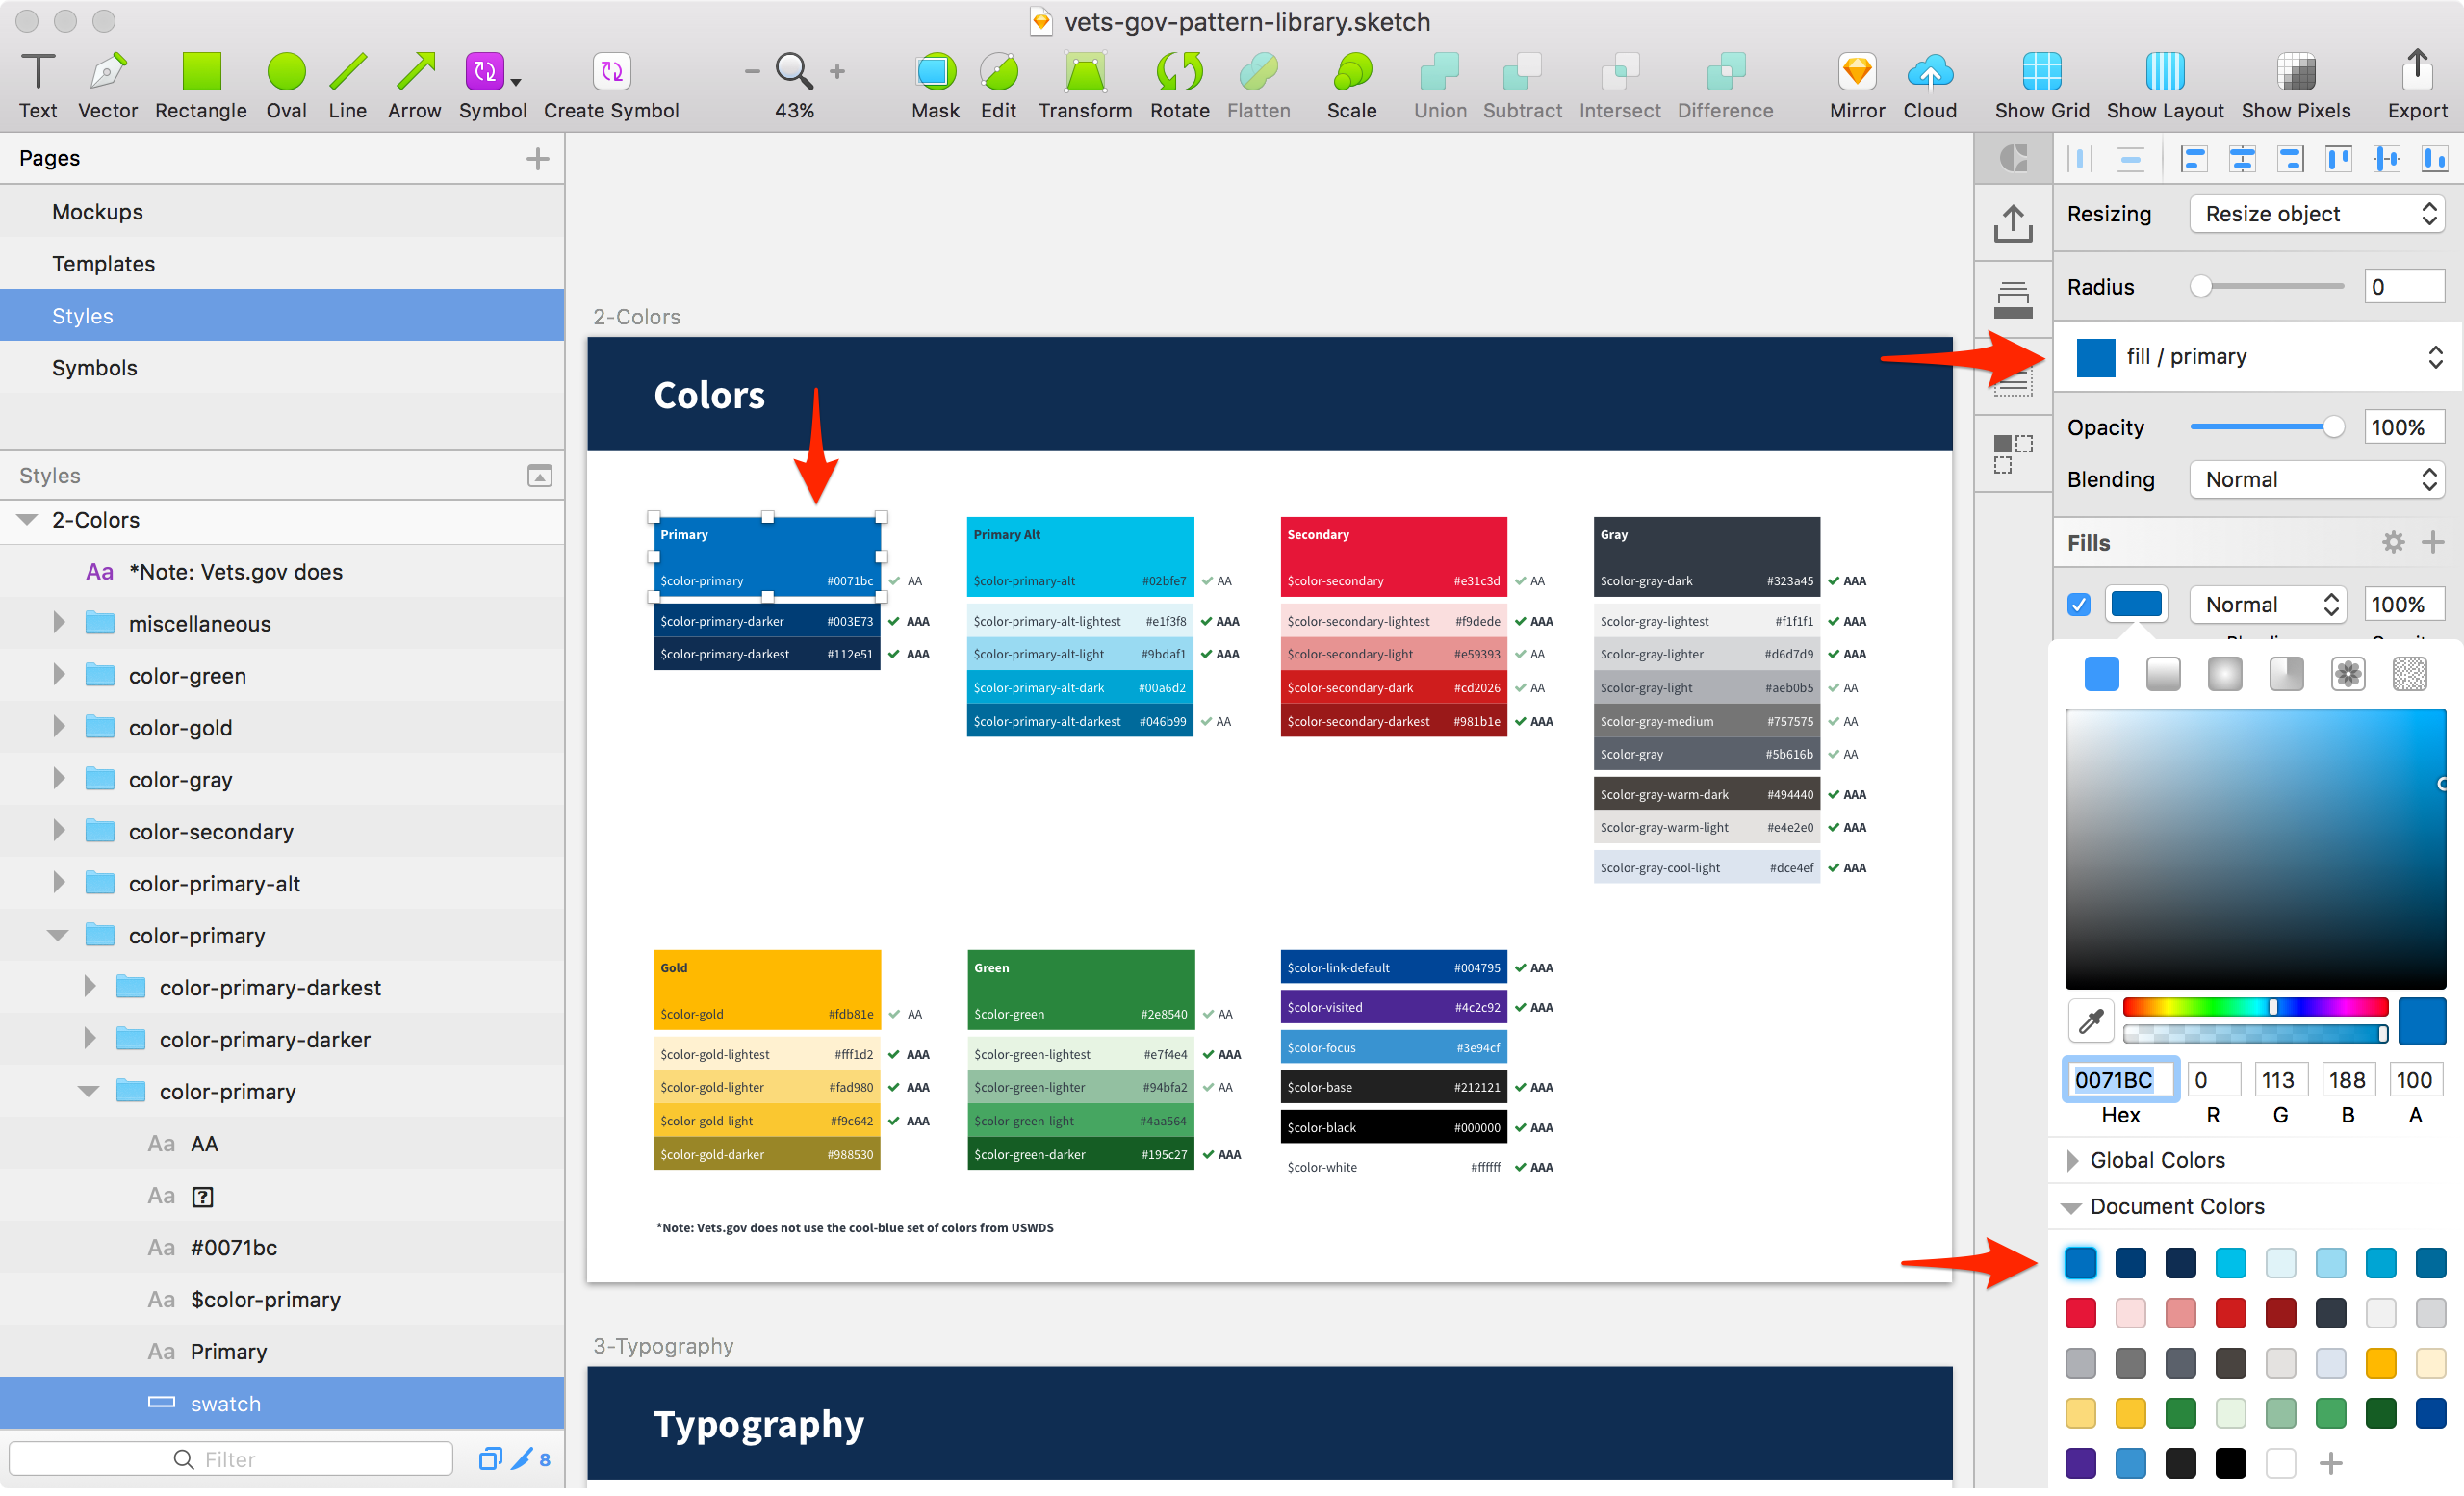 vets-gov-pattern-library.sketch
Text
Vector
Rectangle
Oval
Line
Arrow
Symbol
Create Symbol
43%
Mask
Edit
Transform
Rotate
Flatten
Scale
Union
Subtract
Intersect
Difference
Mirror
Cloud
Show Grid
Show Layout
Show Pixels
Export
Pages
Mockups
Templates
Styles
Symbols
Styles
2-Colors
Aa *Note: Vets.gov does
miscellaneous
color-green
color-gold
color-gray
color-secondary
color-primary-alt
color-primary
color-primary-darkest
color-primary-darker
color-primary
Aa AA
Aa ?
Aa #0071bc
Aa $color-primary
Aa Primary
swatch
Filter
8
2-Colors
Colors
Primary
$color-primary #0071bc AA
$color-primary-darker #003E73 AAA
$color-primary-darkest #112e51 AAA
Primary Alt
$color-primary-alt #02bfe7 AA
$color-primary-alt-lightest #e1f3f8 AAA
$color-primary-alt-light #9bdaf1 AAA
$color-primary-alt-dark #00a6d2
$color-primary-alt-darkest #046b99 AA
Secondary
$color-secondary #e31c3d AA
$color-secondary-lightest #f9dede AAA
$color-secondary-light #e59393 AA
$color-secondary-dark #cd2026 AA
$color-secondary-darkest #981b1e AAA
Gray
$color-gray-dark #323a45 AAA
$color-gray-lightest #f1f1f1 AAA
$color-gray-lighter #d6d7d9 AAA
$color-gray-light #aeb0b5 AA
$color-gray-medium #757575 AA
$color-gray #5b616b AA
$color-gray-warm-dark #494440 AAA
$color-gray-warm-light #e4e2e0 AAA
$color-gray-cool-light #dce4ef AAA
Gold
$color-gold #fdb81e AA
$color-gold-lightest #fff1d2 AAA
$color-gold-lighter #fad980 AAA
$color-gold-light #f9c642 AAA
$color-gold-darker #988530
Green
$color-green #2e8540 AA
$color-green-lightest #e7f4e4 AAA
$color-green-lighter #94bfa2 AA
$color-green-light #4aa564
$color-green-darker #195c27 AAA
$color-link-default #004795 AAA
$color-visited #4c2c92 AAA
$color-focus #3e94cf
$color-base #212121 AAA
$color-black #000000 AAA
$color-white #ffffff AAA
*Note: Vets.gov does not use the cool-blue set of colors from USWDS
3-Typography
Typography
Resizing Resize object
Radius 0
fill / primary
Opacity 100%
Blending Normal
Fills
Normal 100%
0071BC 0 113 188 100
Hex R G B A
Global Colors
Document Colors